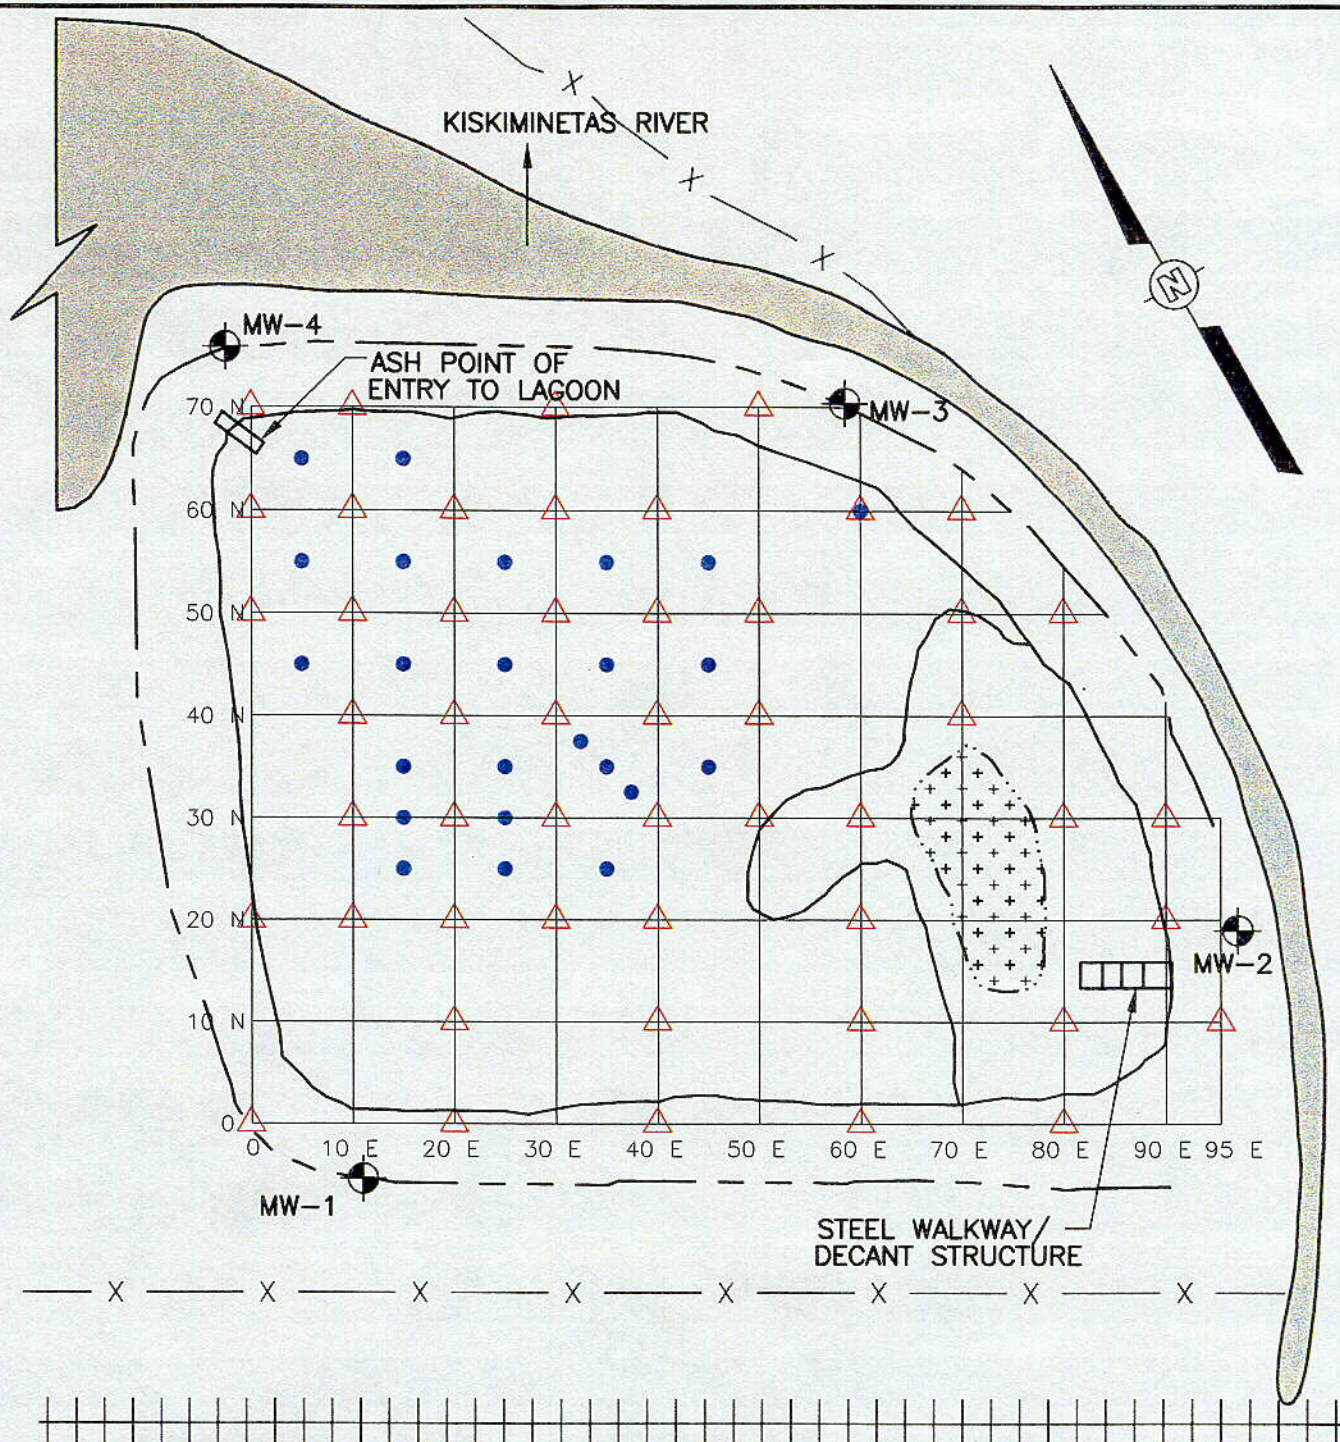 KISKIMINETAS RIVER
N
MW-4
ASH POINT OF
ENTRY TO LAGOON
MW-3
70 N
60 N
50 N
40 N
30 N
20 N
10 N
0
MW-2
0 10 E 20 E 30 E 40 E 50 E 60 E 70 E 80 E 90 E 95 E
MW-1
STEEL WALKWAY/
DECANT STRUCTURE